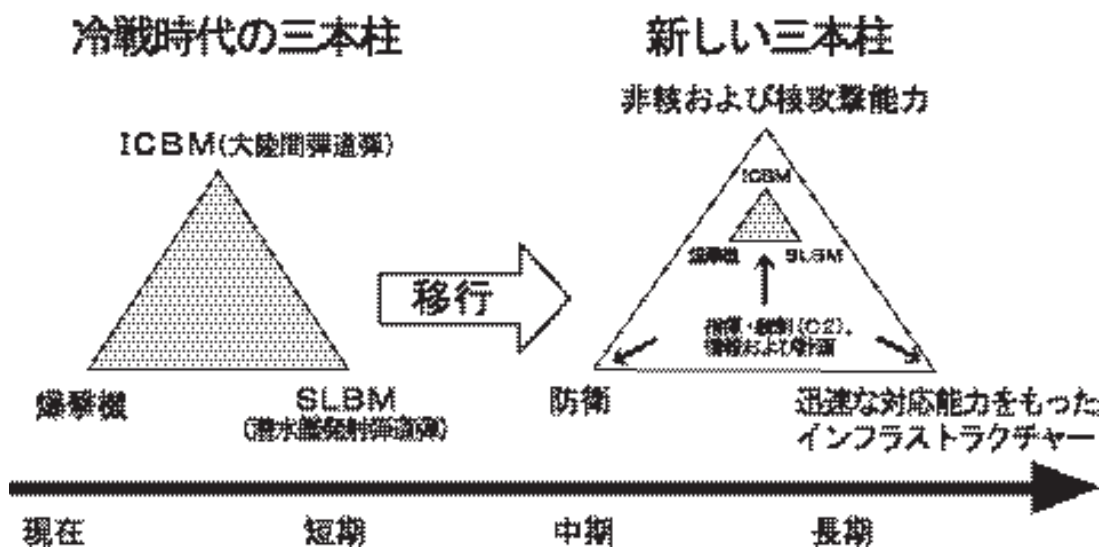 冷戦時代の三本柱
新しい三本柱
非核および核攻撃能力
ICBM(大陸間弾道弾)
ICBM
爆撃機
SLBM
移行
指揮・統制(C2)、
情報および計画
爆撃機
SLBM
(潜水艦発射弾道弾)
防衛
迅速な対応能力をもった
インフラストラクチャー
現在
短期
中期
長期